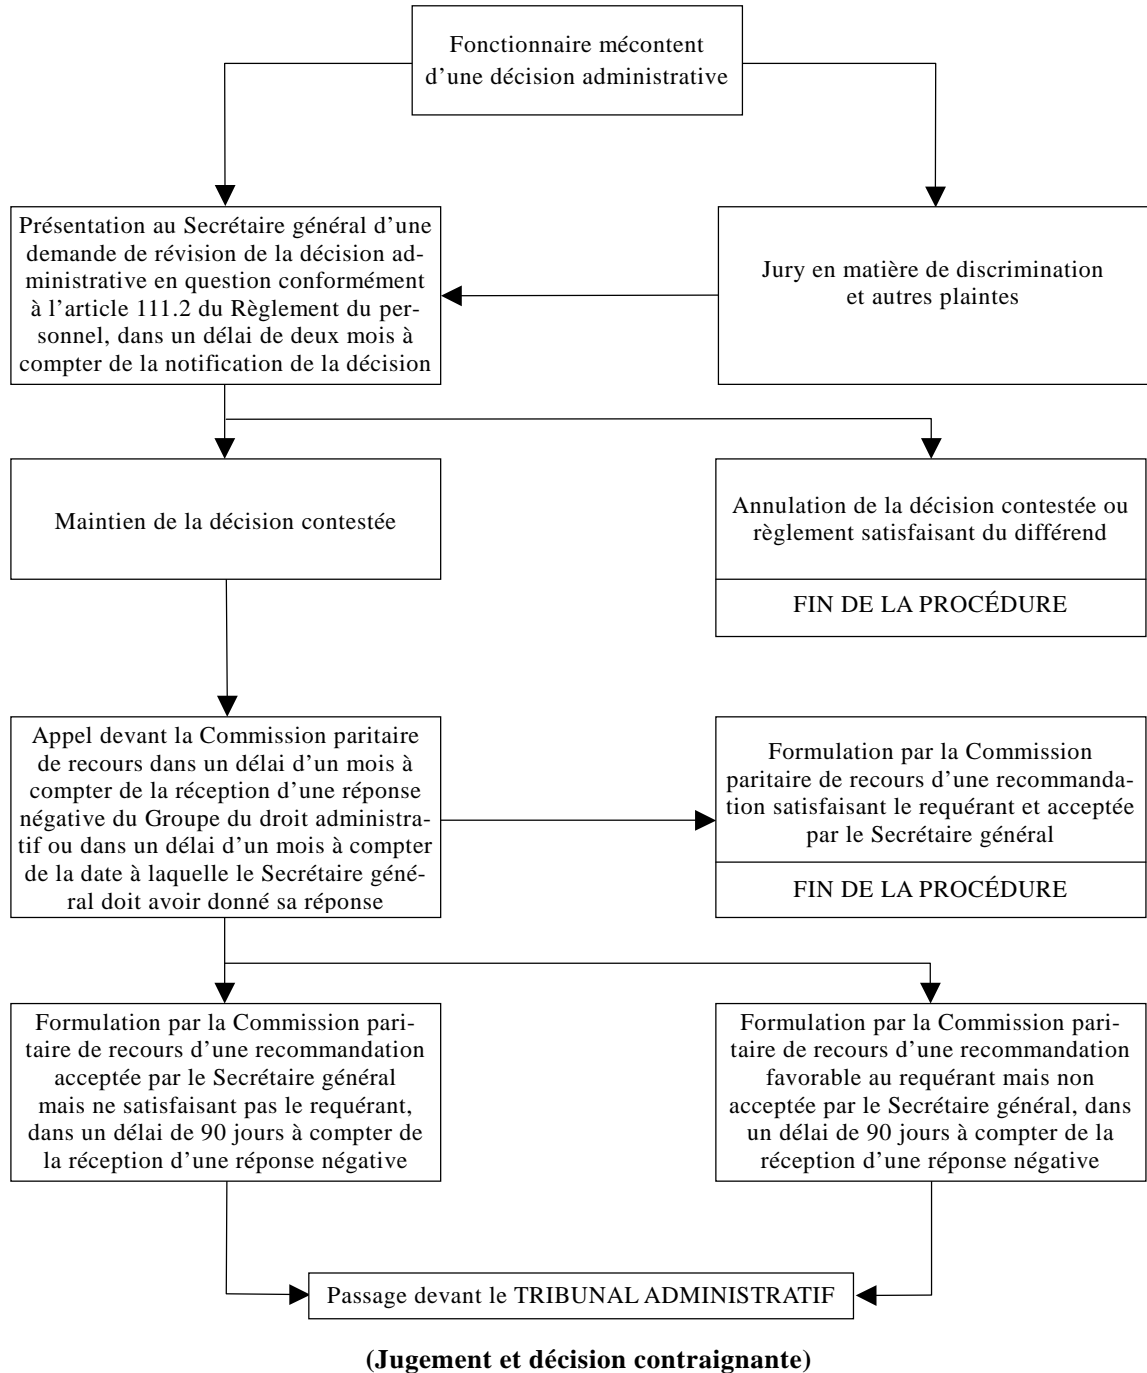 Fonctionnaire mécontent
d’une décision administrative
Présentation au Secrétaire général d’une
demande de révision de la décision ad-
ministrative en question conformément
à l’article 111.2 du Règlement du per-
sonnel, dans un délai de deux mois à
compter de la notification de la décision
Jury en matière de discrimination
et autres plaintes
Maintien de la décision contestée
Annulation de la décision contestée ou
règlement satisfaisant du différend
FIN DE LA PROCÉDURE
Appel devant la Commission paritaire
de recours dans un délai d’un mois à
compter de la réception d’une réponse
négative du Groupe du droit administra-
tif ou dans un délai d’un mois à compter
de la date à laquelle le Secrétaire géné-
ral doit avoir donné sa réponse
Formulation par la Commission
paritaire de recours d’une recommanda-
tion satisfaisant le requérant et acceptée
par le Secrétaire général
FIN DE LA PROCÉDURE
Formulation par la Commission pari-
taire de recours d’une recommandation
acceptée par le Secrétaire général
mais ne satisfaisant pas le requérant,
dans un délai de 90 jours à compter de
la réception d’une réponse négative
Formulation par la Commission pari-
taire de recours d’une recommandation
favorable au requérant mais non
acceptée par le Secrétaire général, dans
un délai de 90 jours à compter de la
réception d’une réponse négative
Passage devant le TRIBUNAL ADMINISTRATIF
(Jugement et décision contraignante)